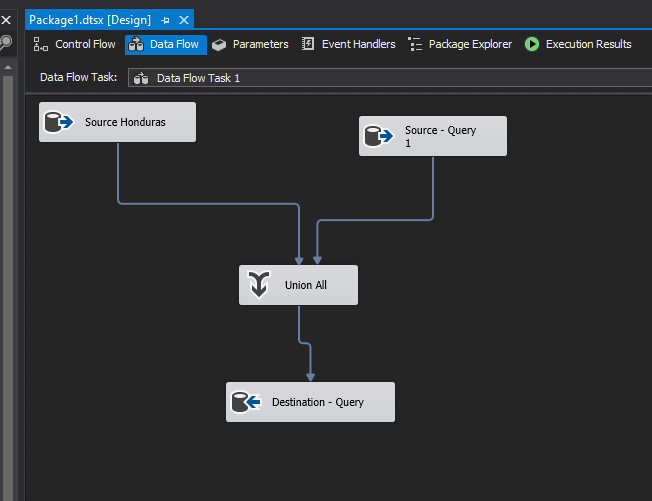 Package1.dtsx [Design]
Control Flow
Data Flow
Parameters
Event Handlers
Package Explorer
Execution Results
Data Flow Task:
Data Flow Task 1
Source Honduras
Source - Query
1
Union All
Destination - Query